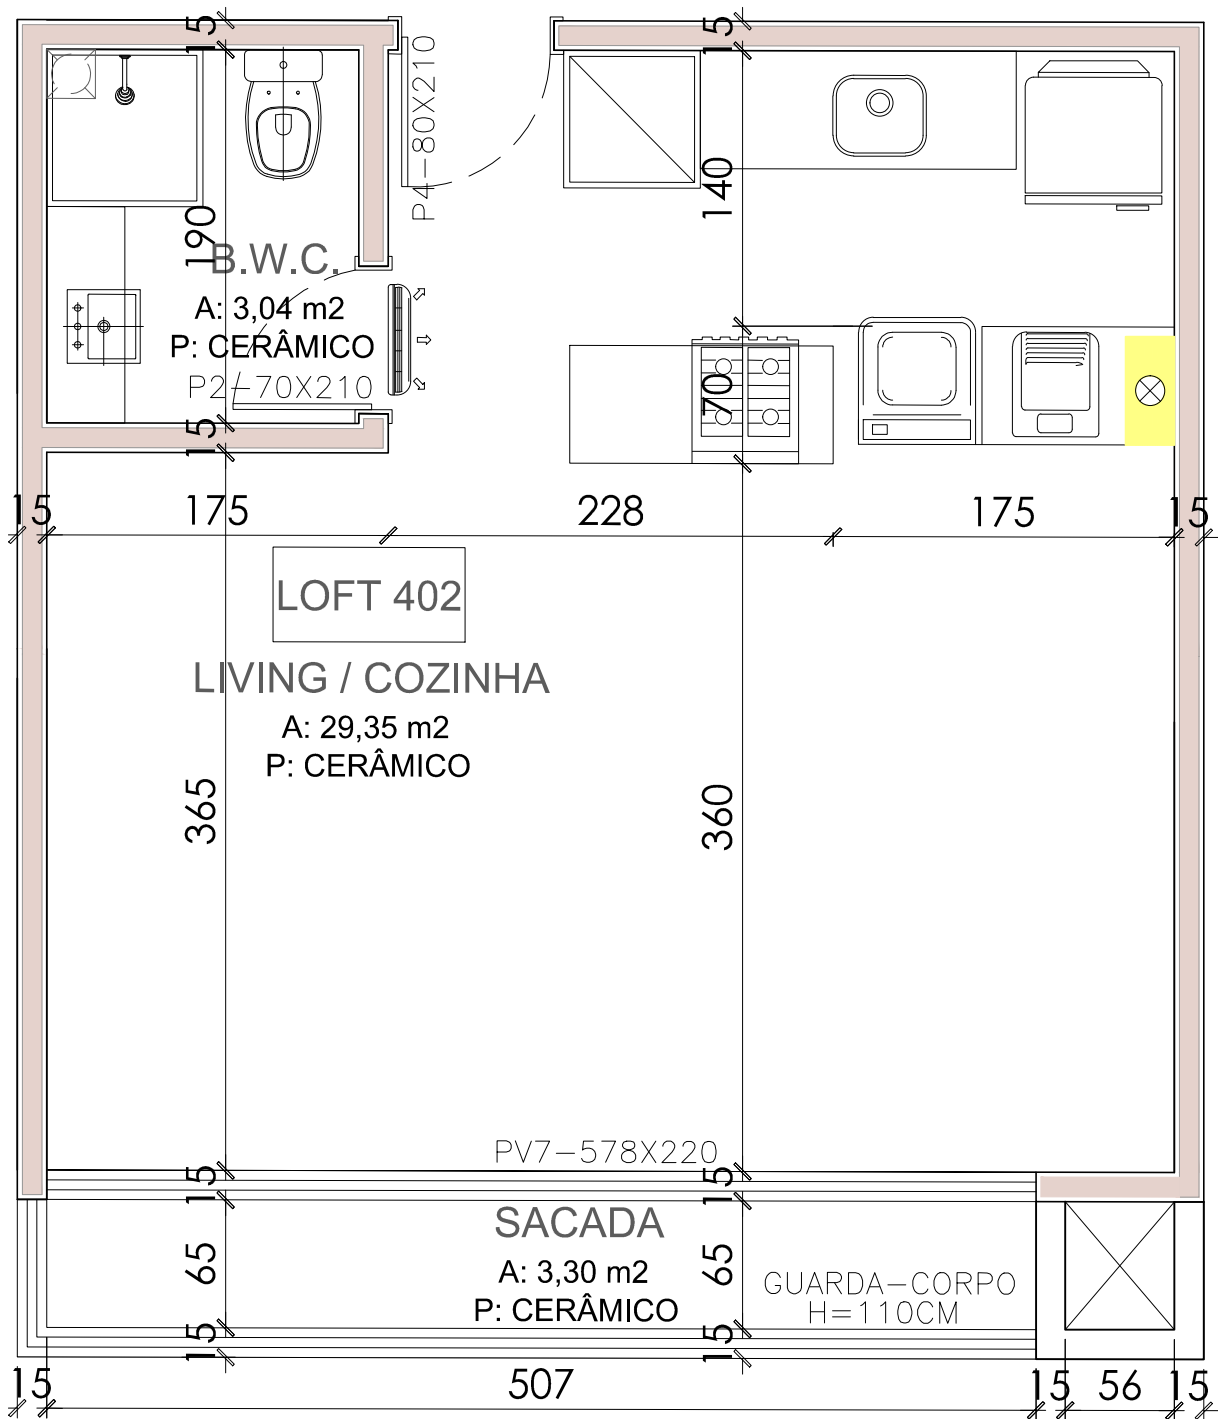 15
15
P4-80X210
140
190
B.W.C.
A: 3,04 m2
P: CERÂMICO
P2-70X210
70
15
15
175
228
175
15
LOFT 402
LIVING / COZINHA
A: 29,35 m2
P: CERÂMICO
365
360
PV7-578X220
15
15
SACADA
A: 3,30 m2
P: CERÂMICO
65
65
GUARDA-CORPO
H=110CM
15
15
15
507
15
56
15